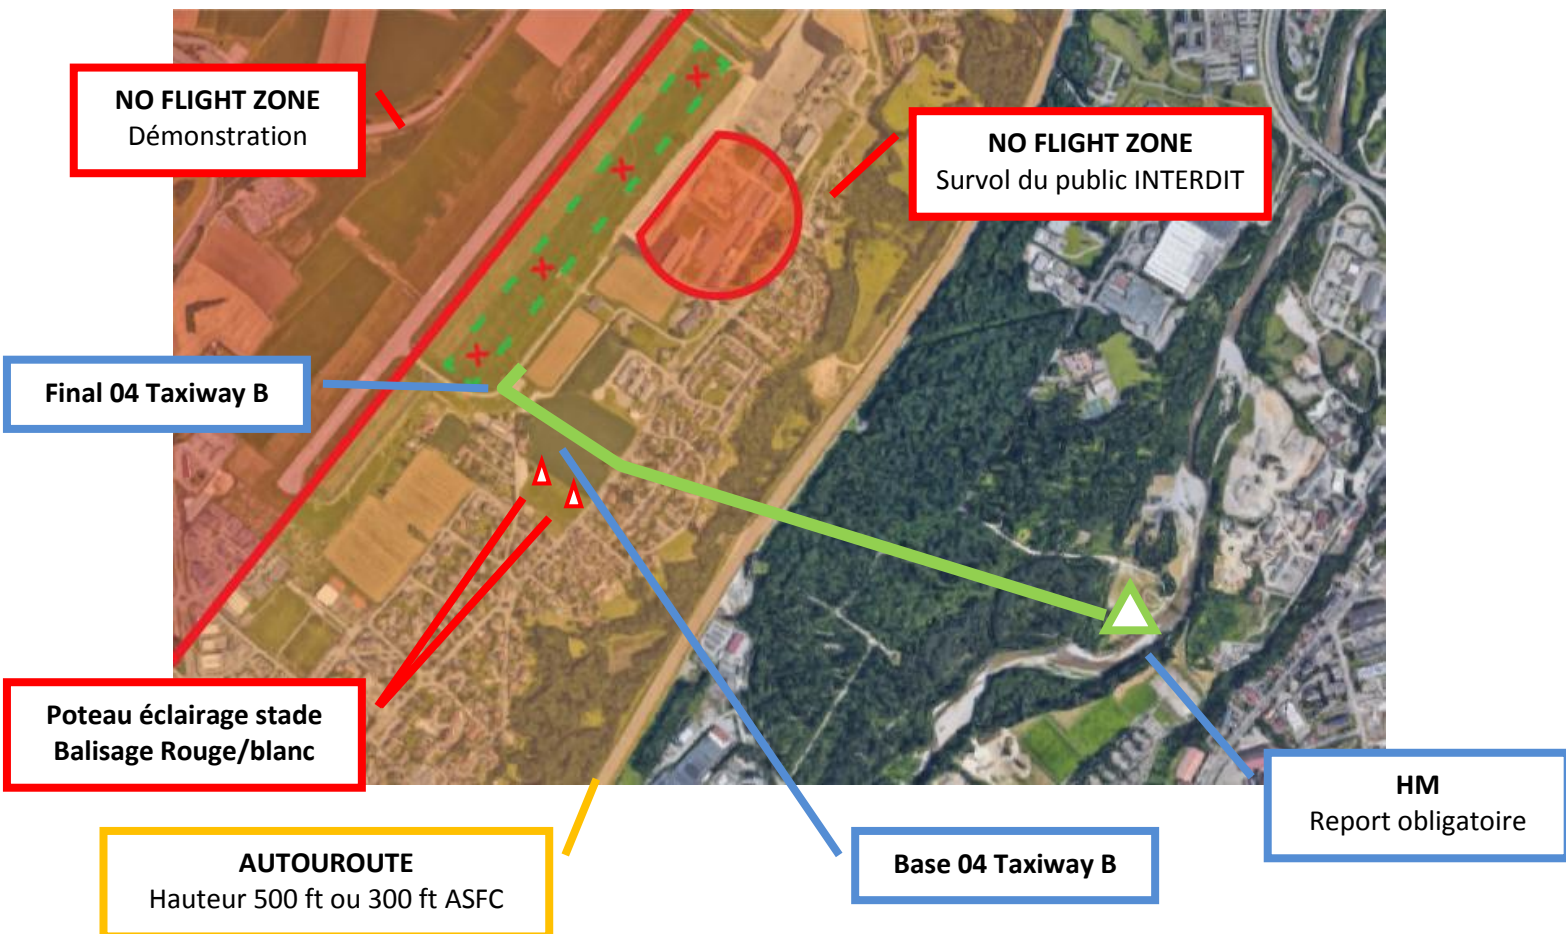 NO FLIGHT ZONE
Démonstration
NO FLIGHT ZONE
Survol du public INTERDIT
Final 04 Taxiway B
Poteau éclairage stade
Balisage Rouge/blanc
HM
Report obligatoire
AUTOUROUTE
Hauteur 500 ft ou 300 ft ASFC
Base 04 Taxiway B